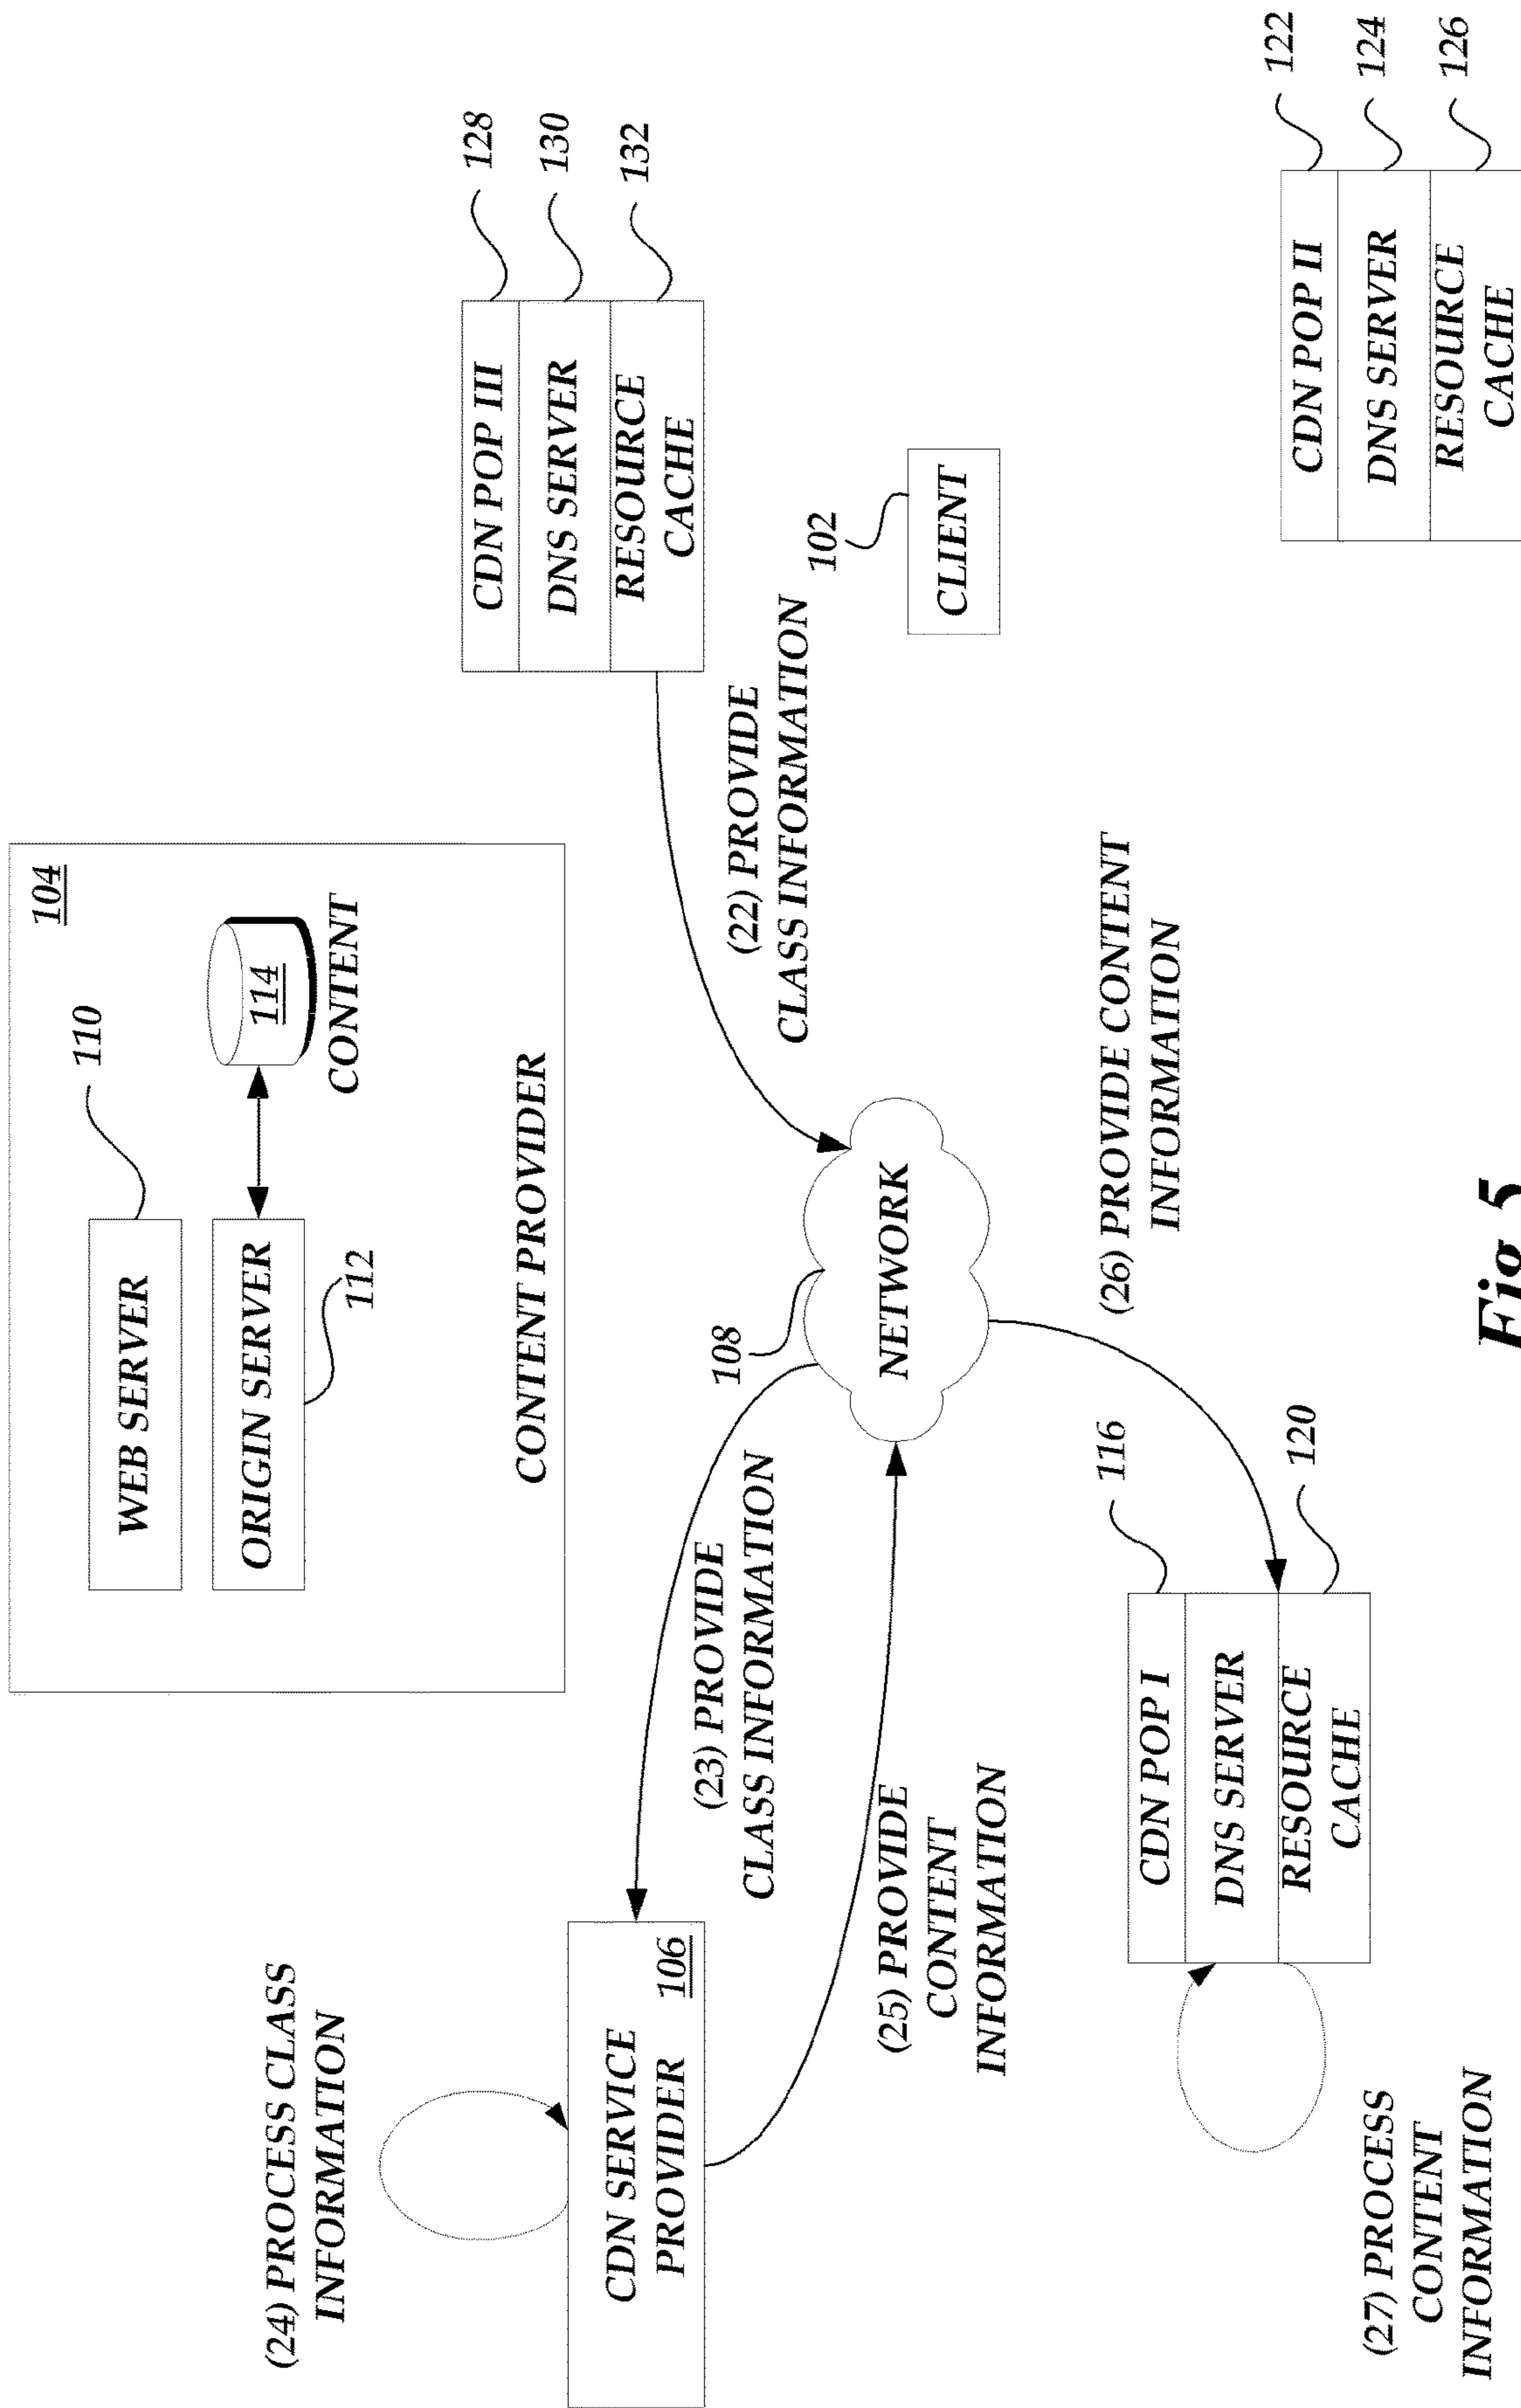 104
WEB SERVER
110
ORIGIN SERVER
112
114
CONTENT
CONTENT PROVIDER
(24) PROCESS CLASS
INFORMATION
CDN SERVICE
PROVIDER
106
(23) PROVIDE
CLASS INFORMATION
(25) PROVIDE
CONTENT
INFORMATION
108
NETWORK
(22) PROVIDE
CLASS INFORMATION
CDN POP III
DNS SERVER
RESOURCE
CACHE
128
130
132
102
CLIENT
(26) PROVIDE CONTENT
INFORMATION
CDN POP I
DNS SERVER
RESOURCE
CACHE
116
120
(27) PROCESS
CONTENT
INFORMATION
CDN POP II
DNS SERVER
RESOURCE
CACHE
122
124
126
Fig. 5